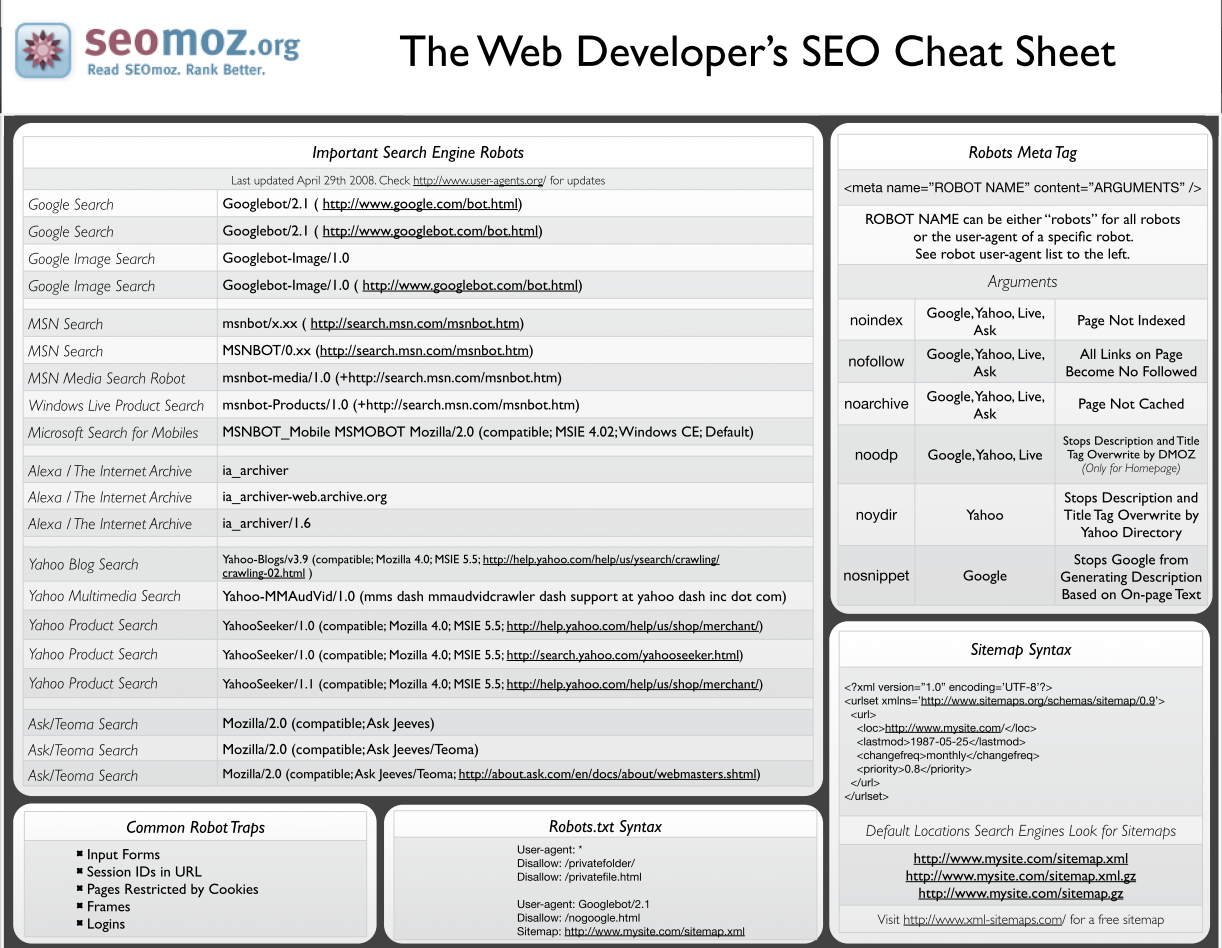 seomoz.org
Read SEOmoz. Rank Better.
The Web Developer's SEO Cheat Sheet
Important Search Engine Robots
Last updated April 29th 2008. Check http://www.user-agents.org/ for updates
Google Search Googlebot/2.1 ( http://www.google.com/bot.html)
Google Search Googlebot/2.1 ( http://www.googlebot.com/bot.html)
Google Image Search Googlebot-Image/1.0
Google Image Search Googlebot-Image/1.0 ( http://www.googlebot.com/bot.html)
MSN Search msnbot/x.xx ( http://search.msn.com/msnbot.htm)
MSN Search MSNBOT/0.xx (http://search.msn.com/msnbot.htm)
MSN Media Search Robot msnbot-media/1.0 (+http://search.msn.com/msnbot.htm)
Windows Live Product Search msnbot-Products/1.0 (+http://search.msn.com/msnbot.htm)
Microsoft Search for Mobiles MSNBOT_Mobile MSMOBOT Mozilla/2.0 (compatible; MSIE 4.02; Windows CE; Default)
Alexa / The Internet Archive ia_archiver
Alexa / The Internet Archive ia_archiver-web.archive.org
Alexa / The Internet Archive ia_archiver/1.6
Yahoo Blog Search Yahoo-Blogs/v3.9 (compatible; Mozilla 4.0; MSIE 5.5; http://help.yahoo.com/help/us/ysearch/crawling/
crawling-02.html )
Yahoo Multimedia Search Yahoo-MMAudVid/1.0 (mms dash mmaudvidcrawler dash support at yahoo dash inc dot com)
Yahoo Product Search YahooSeeker/1.0 (compatible; Mozilla 4.0; MSIE 5.5; http://help.yahoo.com/help/us/shop/merchant/)
Yahoo Product Search YahooSeeker/1.0 (compatible; Mozilla 4.0; MSIE 5.5; http://search.yahoo.com/yahooseeker.html)
Yahoo Product Search YahooSeeker/1.1 (compatible; Mozilla 4.0; MSIE 5.5; http://help.yahoo.com/help/us/shop/merchant/)
Ask/Teoma Search Mozilla/2.0 (compatible; Ask Jeeves)
Ask/Teoma Search Mozilla/2.0 (compatible; Ask Jeeves/Teoma)
Ask/Teoma Search Mozilla/2.0 (compatible; Ask Jeeves/Teoma; http://about.ask.com/en/docs/about/webmasters.shtml)
Common Robot Traps
▪ Input Forms
▪ Session IDs in URL
▪ Pages Restricted by Cookies
▪ Frames
▪ Logins
Robots.txt Syntax
User-agent: *
Disallow: /privatefolder/
Disallow: /privatefile.html
User-agent: Googlebot/2.1
Disallow: /nogoogle.html
Sitemap: http://www.mysite.com/sitemap.xml
Robots Meta Tag
<meta name="ROBOT NAME" content="ARGUMENTS" />
ROBOT NAME can be either "robots" for all robots
or the user-agent of a specific robot.
See robot user-agent list to the left.
Arguments
noindex Google, Yahoo, Live,
Ask
Page Not Indexed
nofollow Google, Yahoo, Live,
Ask
All Links on Page
Become No Followed
noarchive Google, Yahoo, Live,
Ask
Page Not Cached
noodp Google, Yahoo, Live
Stops Description and Title
Tag Overwrite by DMOZ
(Only for Homepage)
noydir Yahoo
Stops Description and
Title Tag Overwrite by
Yahoo Directory
nosnippet Google
Stops Google from
Generating Description
Based on On-page Text
Sitemap Syntax
<?xml version="1.0" encoding='UTF-8'?>
<urlset xmlns='http://www.sitemaps.org/schemas/sitemap/0.9'>
<url>
<loc>http://www.mysite.com/</loc>
<lastmod>1987-05-25</lastmod>
<changefreq>monthly</changefreq>
<priority>0.8</priority>
</url>
</urlset>
Default Locations Search Engines Look for Sitemaps
http://www.mysite.com/sitemap.xml
http://www.mysite.com/sitemap.xml.gz
http://www.mysite.com/sitemap.gz
Visit http://www.xml-sitemaps.com/ for a free sitemap